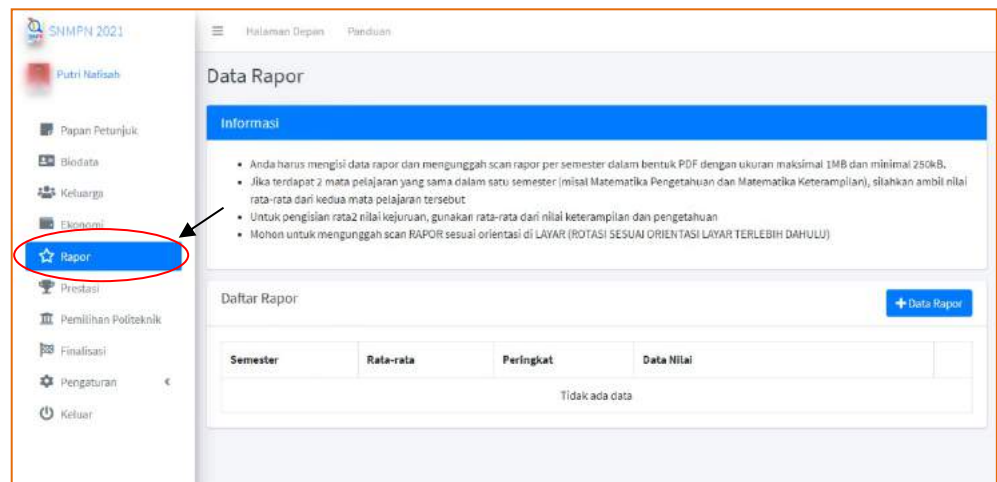 SNMPN 2021
Halaman Depan Panduan
Putri Nafisah
Data Rapor
Papan Petunjuk
Biodata
Keluarga
Ekonomi
Rapor
Prestasi
Pemilihan Politeknik
Finalisasi
Pengaturan
Keluar
Informasi
Anda harus mengisi data rapor dan mengunggah scan rapor per semester dalam bentuk PDF dengan ukuran maksimal 1MB dan minimal 250kB.
Jika terdapat 2 mata pelajaran yang sama dalam satu semester (misal Matematika Pengetahuan dan Matematika Keterampilan), silahkan ambil nilai
rata-rata dari kedua mata pelajaran tersebut
Untuk pengisian rata2 nilai kejuruan, gunakan rata-rata dari nilai keterampilan dan pengetahuan
Mohon untuk mengunggah scan RAPOR sesuai orientasi di LAYAR (ROTASI SESUAI ORIENTASI LAYAR TERLEBIH DAHULU)
Daftar Rapor
+ Data Rapor
Semester Rata-rata Peringkat Data Nilai
Tidak ada data